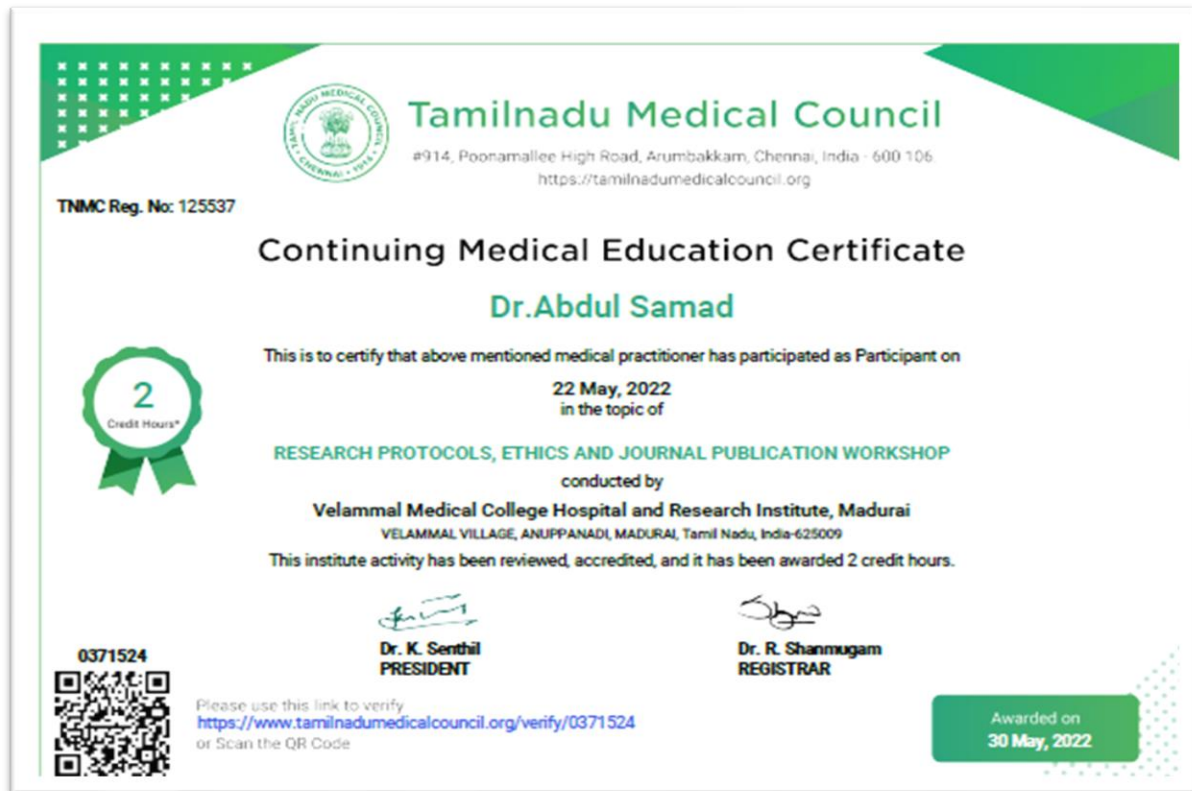 Tamilnadu Medical Council
TAMIL NADU MEDICAL COUNCIL
CHENNAI • 1914
#914, Poonamallee High Road, Arumbakkam, Chennai, India - 600 106.
https://tamilnadumedicalcouncil.org
TNMC Reg. No: 125537
Continuing Medical Education Certificate
Dr.Abdul Samad
This is to certify that above mentioned medical practitioner has participated as Participant on
22 May, 2022
in the topic of
2
Credit Hours*
RESEARCH PROTOCOLS, ETHICS AND JOURNAL PUBLICATION WORKSHOP
conducted by
Velammal Medical College Hospital and Research Institute, Madurai
VELAMMAL VILLAGE, ANUPPANADI, MADURAI, Tamil Nadu, India-625009
This institute activity has been reviewed, accredited, and it has been awarded 2 credit hours.
Dr. K. Senthil
PRESIDENT
Dr. R. Shanmugam
REGISTRAR
0371524
Please use this link to verify
https://www.tamilnadumedicalcouncil.org/verify/0371524
or Scan the QR Code
Awarded on
30 May, 2022